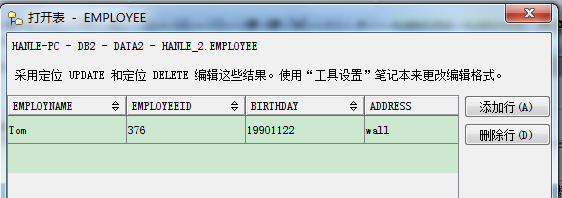 打开表 - EMPLOYEE
HANLE-PC - DB2 - DATA2 - HANLE_2.EMPLOYEE
采用定位 UPDATE 和定位 DELETE 编辑这些结果。使用“工具设置”笔记本来更改编辑格式。
EMPLOYNAME EMPLOYEEID BIRTHDAY ADDRESS
添加行(A)
Tom 376 19901122 wall
删除行(D)